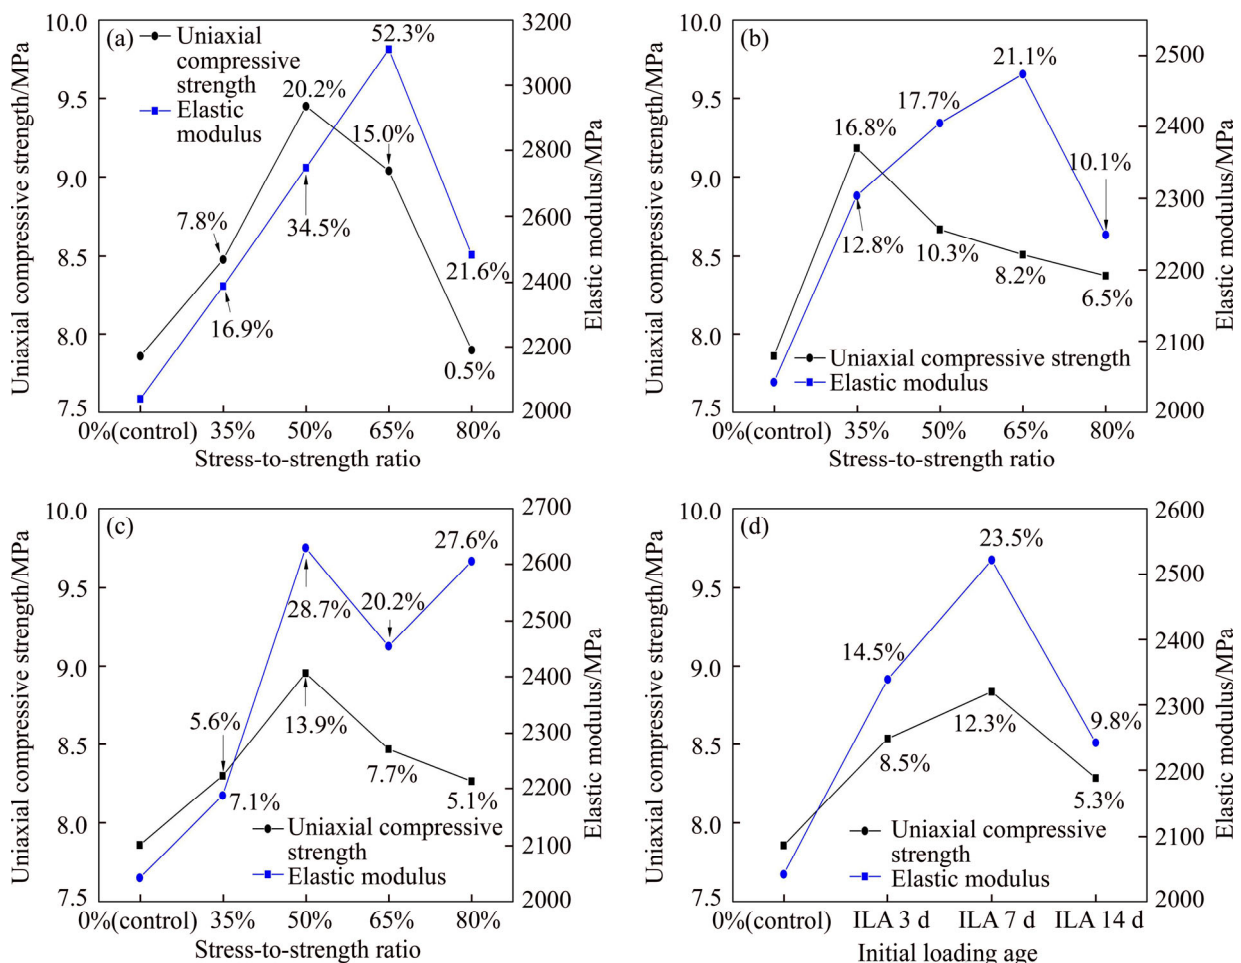 (a)
Uniaxial
compressive
strength
Elastic
modulus
Uniaxial compressive strength/MPa
10.0
9.5
9.0
8.5
8.0
7.5
7.8%
20.2%
15.0%
52.3%
34.5%
16.9%
21.6%
0.5%
3200
3000
2800
2600
2400
2200
2000
Elastic modulus/MPa
0%(control) 35% 50% 65% 80%
Stress-to-strength ratio
(b)
Uniaxial compressive strength/MPa
10.0
9.5
9.0
8.5
8.0
7.5
16.8%
17.7%
21.1%
10.1%
12.8%
10.3%
8.2%
6.5%
Uniaxial compressive strength
Elastic modulus
2500
2400
2300
2200
2100
2000
Elastic modulus/MPa
0%(control) 35% 50% 65% 80%
Stress-to-strength ratio
(c)
Uniaxial compressive strength/MPa
10.0
9.5
9.0
8.5
8.0
7.5
27.6%
28.7%
20.2%
5.6%
13.9%
7.1%
7.7%
5.1%
Uniaxial compressive
strength
Elastic modulus
2700
2600
2500
2400
2300
2200
2100
2000
Elastic modulus/MPa
0%(control) 35% 50% 65% 80%
Stress-to-strength ratio
(d)
Uniaxial compressive strength/MPa
10.0
9.5
9.0
8.5
8.0
7.5
23.5%
14.5%
12.3%
9.8%
8.5%
5.3%
Uniaxial compressive
strength
Elastic modulus
2600
2500
2400
2300
2200
2100
2000
Elastic modulus/MPa
0%(control) ILA 3 d ILA 7 d ILA 14 d
Initial loading age